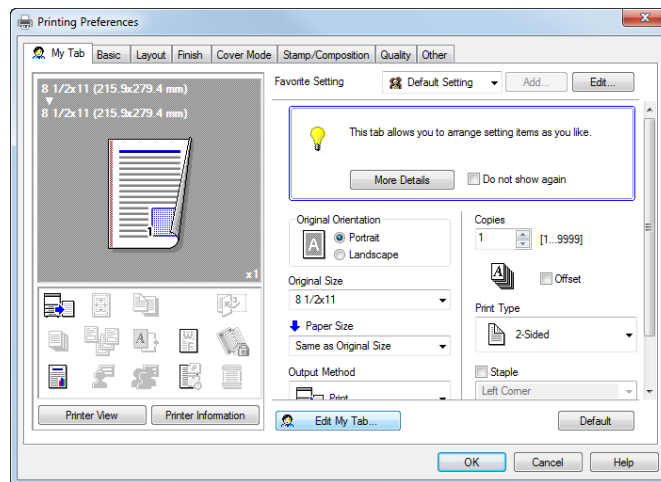 Printing Preferences
My Tab Basic Layout Finish Cover Mode Stamp/Composition Quality Other
8 1/2x11 (215.9x279.4 mm)
8 1/2x11 (215.9x279.4 mm)
1
x1
Printer View Printer Information
Favorite Setting Default Setting Add... Edit...
This tab allows you to arrange setting items as you like.
More Details Do not show again
Original Orientation
A
Portrait
Landscape
Original Size
8 1/2x11
Paper Size
Same as Original Size
Output Method
Print
Copies
1 [1...9999]
A Offset
Print Type
2-Sided
Staple
Left Corner
Edit My Tab... Default
OK Cancel Help